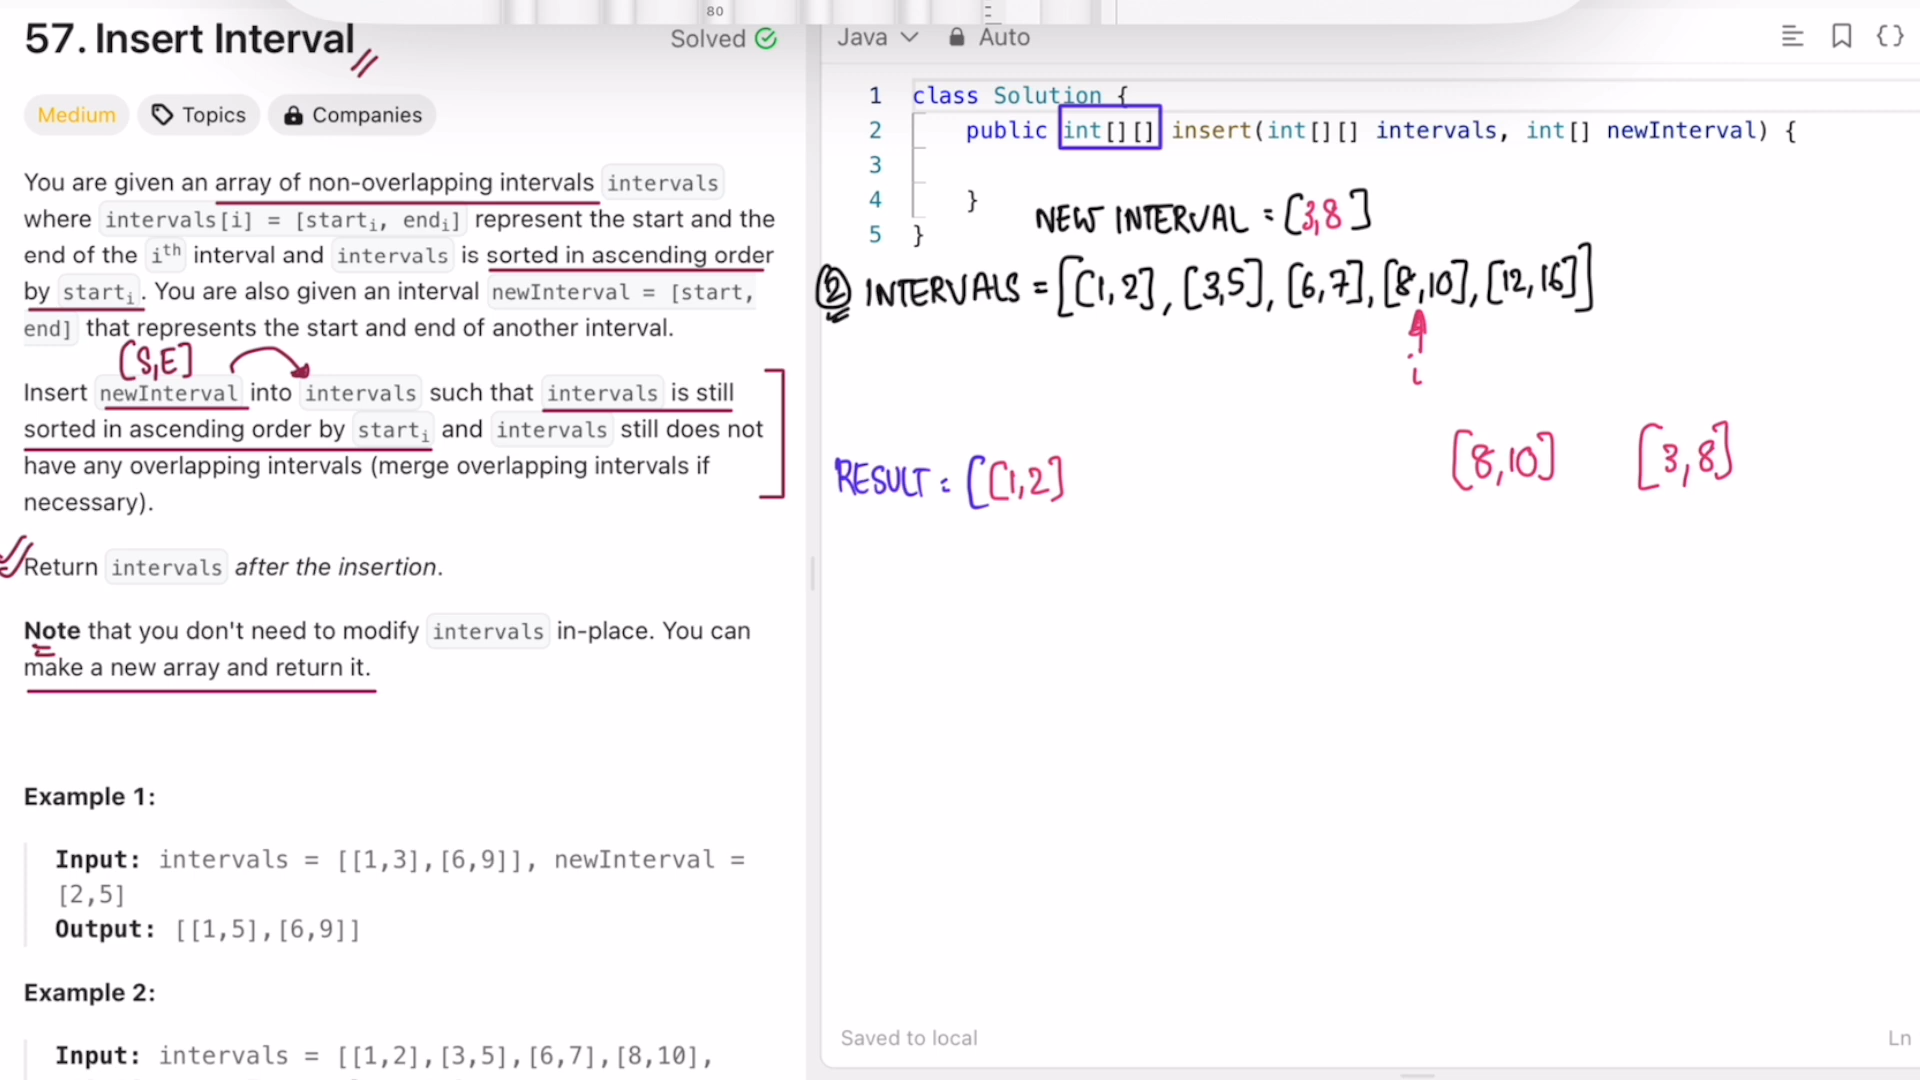 80
57. Insert Interval
Solved
Medium Topics Companies
You are given an array of non-overlapping intervals intervals
where intervals[i] = [startᵢ, endᵢ] represent the start and the
end of the iᵗʰ interval and intervals is sorted in ascending order
by startᵢ. You are also given an interval newInterval = [start,
end] that represents the start and end of another interval.
[S,E]
Insert newInterval into intervals such that intervals is still
sorted in ascending order by startᵢ and intervals still does not
have any overlapping intervals (merge overlapping intervals if
necessary).
Return intervals after the insertion.
Note that you don't need to modify intervals in-place. You can
make a new array and return it.
Example 1:
Input: intervals = [[1,3],[6,9]], newInterval =
[2,5]
Output: [[1,5],[6,9]]
Example 2:
Input: intervals = [[1,2],[3,5],[6,7],[8,10],
Java Auto
1 class Solution {
2 public int[][] insert(int[][] intervals, int[] newInterval) {
3
4 }
5 }
NEW INTERVAL = [3,8]
2 INTERVALS = [[1,2], [3,5], [6,7], [8,10], [12,16]]
i
[8,10] [3,8]
RESULT = [[1,2]
Saved to local
Ln